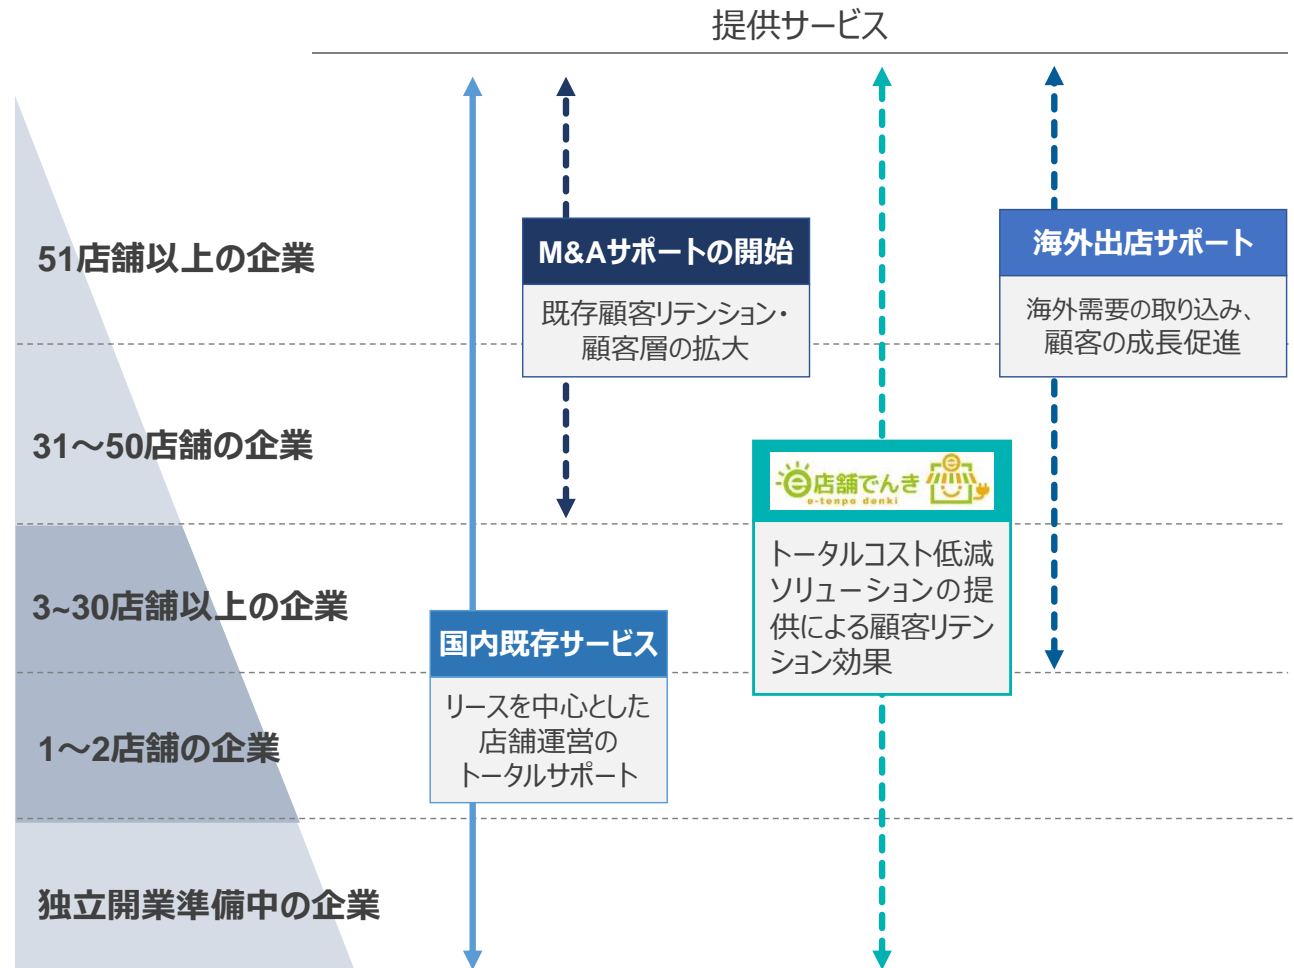 提供サービス
51店舗以上の企業
M&Aサポートの開始
既存顧客リテンション・
顧客層の拡大
海外出店サポート
海外需要の取り込み、
顧客の成長促進
31～50店舗の企業
e店舗でんき
e-tenpo denki
トータルコスト低減
ソリューションの提
供による顧客リテン
ション効果
3~30店舗以上の企業
国内既存サービス
リースを中心とした
店舗運営の
トータルサポート
1～2店舗の企業
独立開業準備中の企業